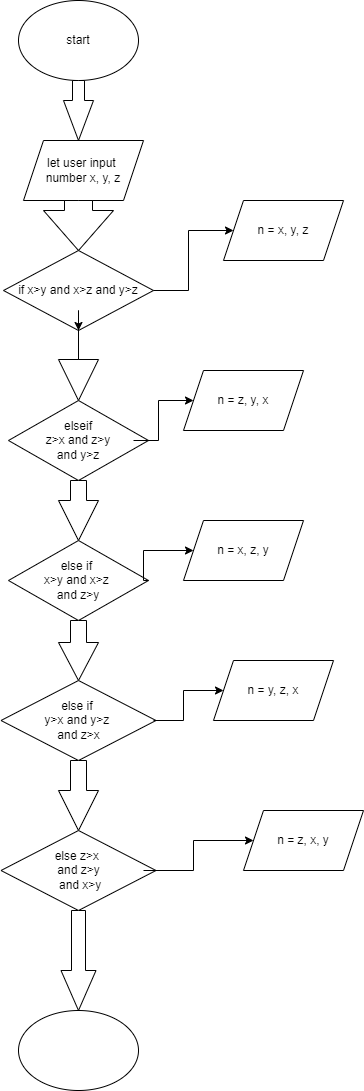 start
let user input
number x, y, z
n = x, y, z
if x>y and x>z and y>z
n = z, y, x
elseif
z>x and z>y
and y>z
n = x, z, y
else if
x>y and x>z
and z>y
n = y, z, x
else if
y>x and y>z
and z>x
n = z, x, y
else z>x
and z>y
and x>y